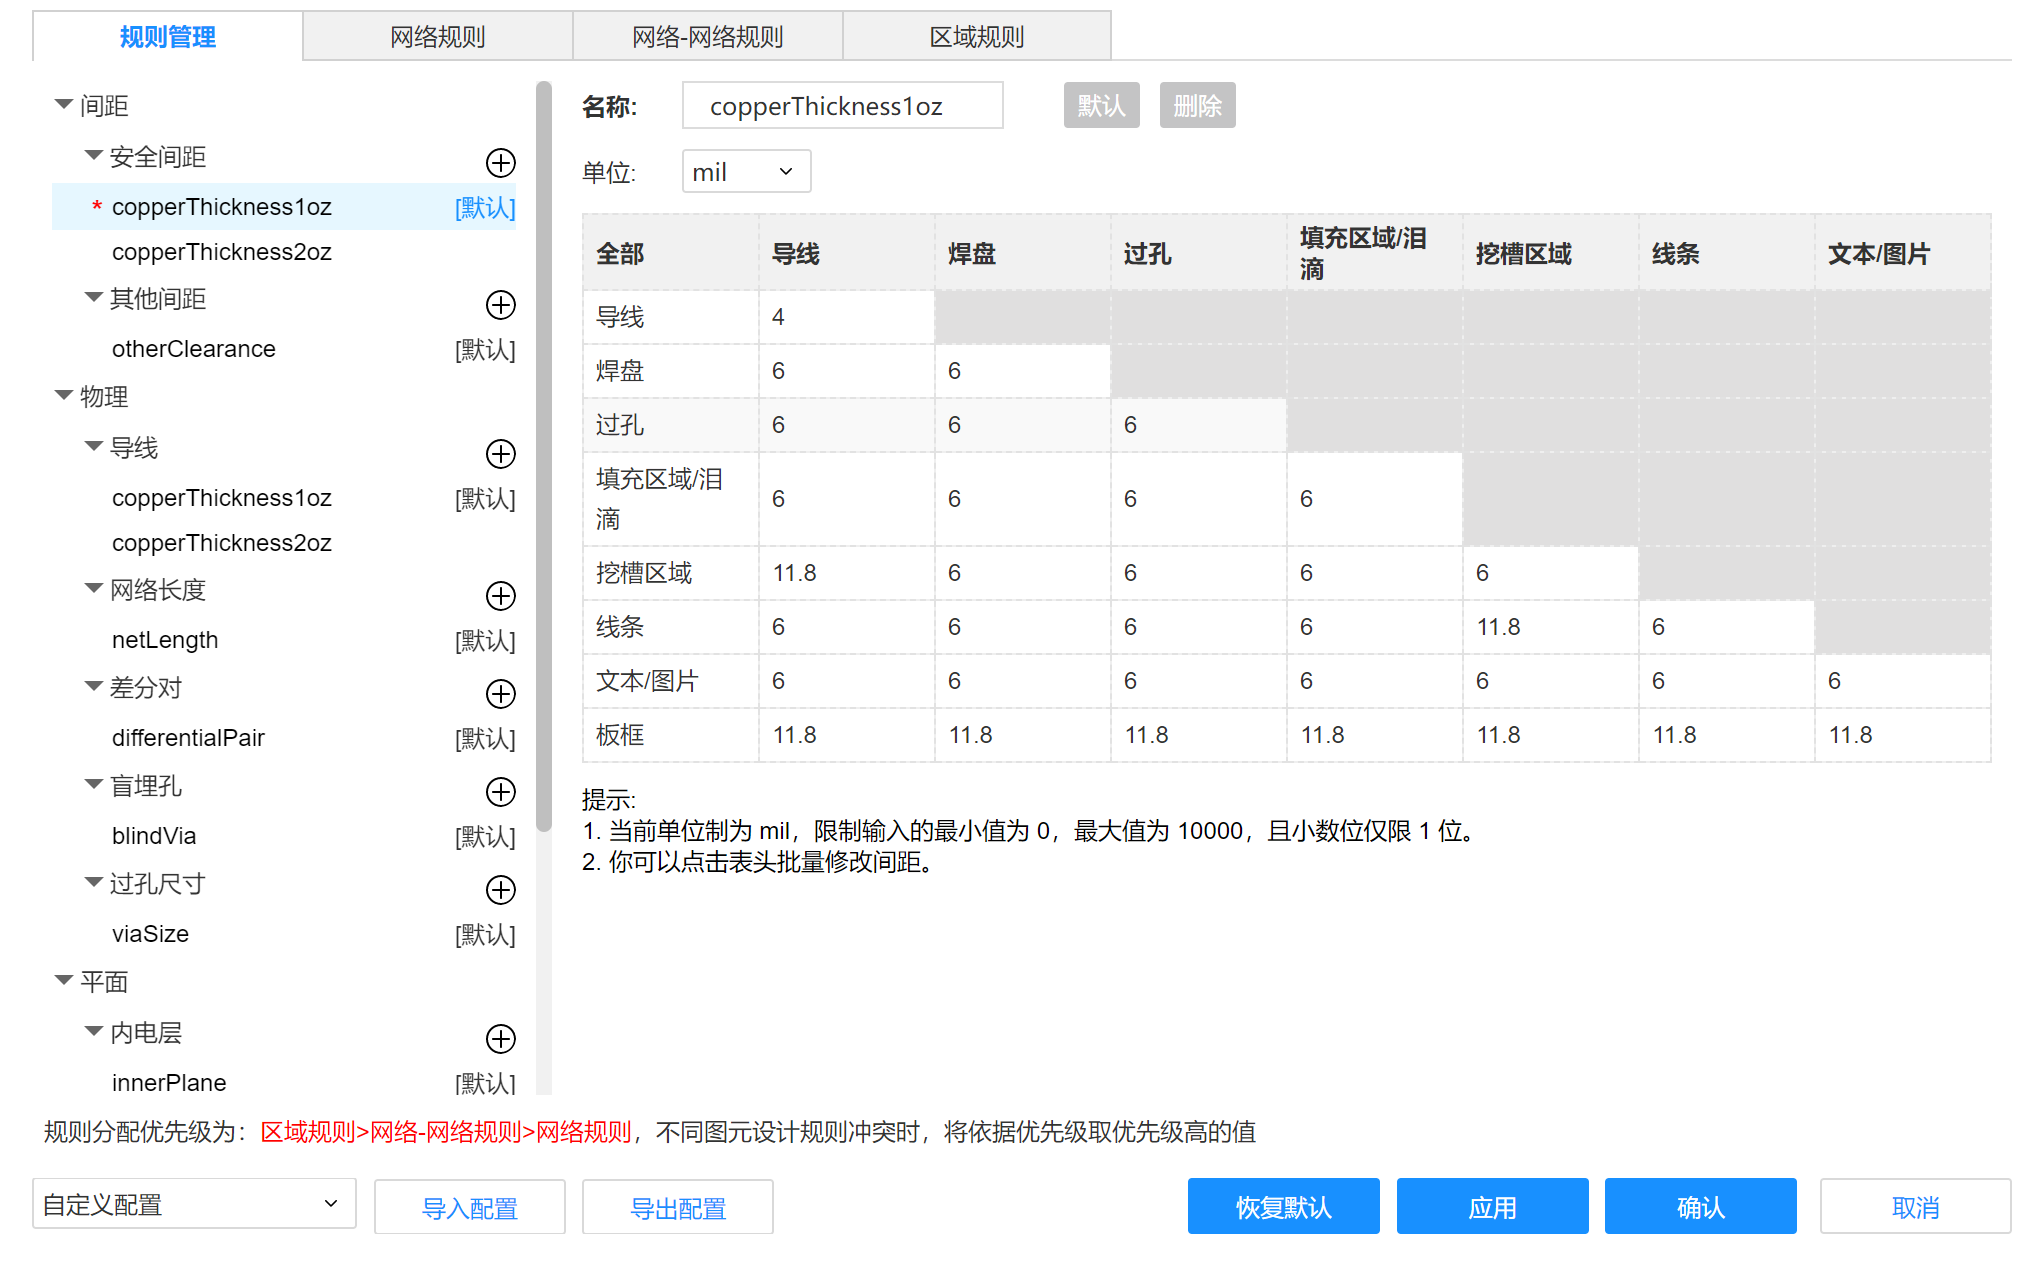 规则管理 网络规则 网络-网络规则 区域规则
间距
安全间距
* copperThickness1oz [默认]
copperThickness2oz
其他间距
otherClearance [默认]
物理
导线
copperThickness1oz [默认]
copperThickness2oz
网络长度
netLength [默认]
差分对
differentialPair [默认]
盲埋孔
blindVia [默认]
过孔尺寸
viaSize [默认]
平面
内电层
innerPlane [默认]
名称: copperThickness1oz 默认 删除
单位: mil
全部 导线 焊盘 过孔 填充区域/泪滴 挖槽区域 线条 文本/图片
导线 4
焊盘 6 6
过孔 6 6 6
填充区域/泪滴 6 6 6 6
挖槽区域 11.8 6 6 6 6
线条 6 6 6 6 11.8 6
文本/图片 6 6 6 6 6 6 6
板框 11.8 11.8 11.8 11.8 11.8 11.8 11.8
提示:
1. 当前单位制为 mil，限制输入的最小值为 0，最大值为 10000，且小数位仅限 1 位。
2. 你可以点击表头批量修改间距。
规则分配优先级为：区域规则>网络-网络规则>网络规则，不同图元设计规则冲突时，将依据优先级取优先级高的值
自定义配置 导入配置 导出配置 恢复默认 应用 确认 取消